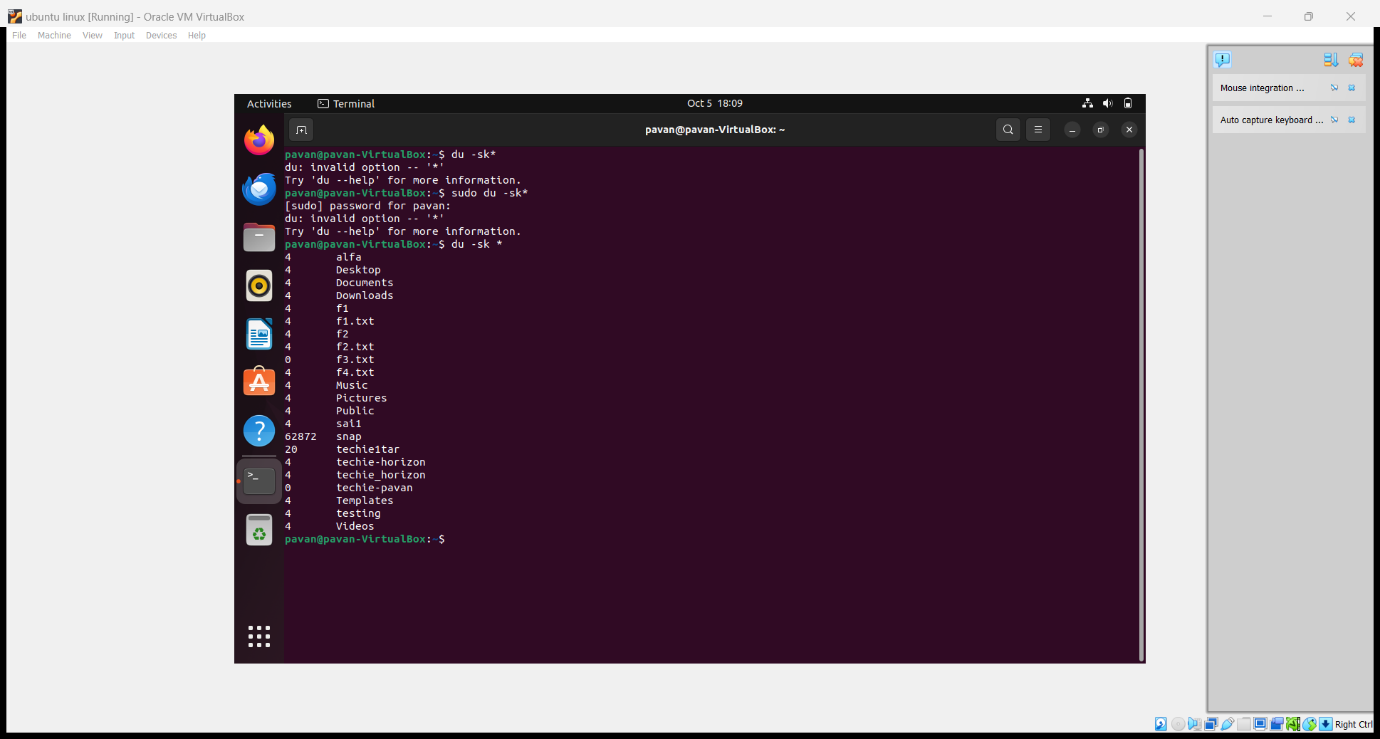 ubuntu linux [Running] - Oracle VM VirtualBox
File Machine View Input Devices Help
Activities Terminal Oct 5 18:09
pavan@pavan-VirtualBox: ~
pavan@pavan-VirtualBox:~$ du -sk*
du: invalid option -- '*'
Try 'du --help' for more information.
pavan@pavan-VirtualBox:~$ sudo du -sk*
[sudo] password for pavan:
du: invalid option -- '*'
Try 'du --help' for more information.
pavan@pavan-VirtualBox:~$ du -sk *
4 alfa
4 Desktop
4 Documents
4 Downloads
4 f1
4 f1.txt
4 f2
4 f2.txt
0 f3.txt
4 f4.txt
4 Music
4 Pictures
4 Public
4 sai1
62872 snap
20 techie1tar
4 techie-horizon
4 techie_horizon
0 techie-pavan
4 Templates
4 testing
4 Videos
pavan@pavan-VirtualBox:~$
Mouse integration ...
Auto capture keyboard ...
Right Ctrl